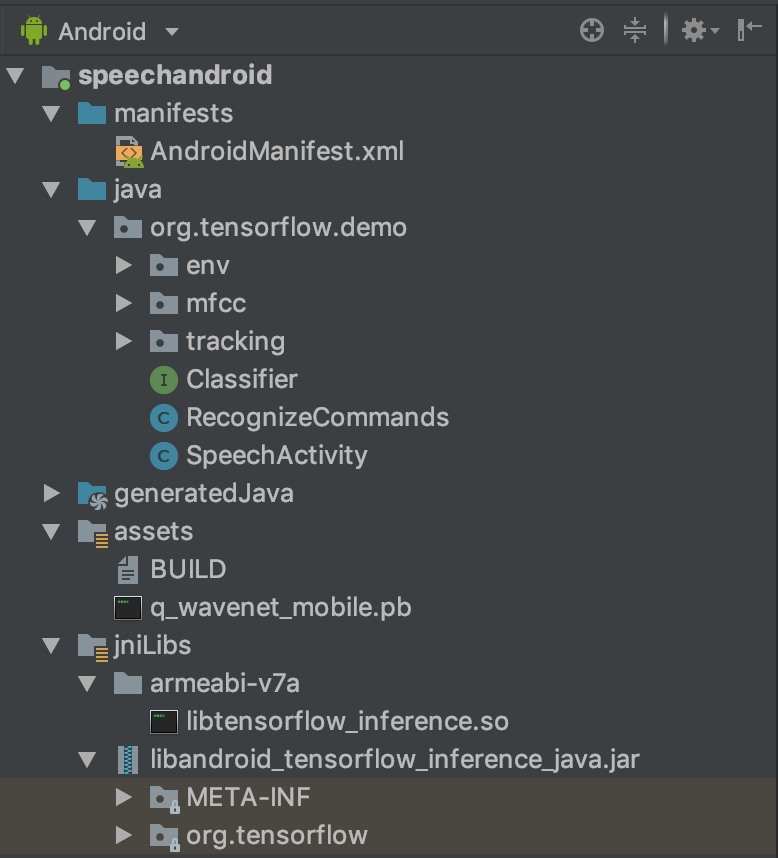 Android
speechandroid
manifests
AndroidManifest.xml
java
org.tensorflow.demo
env
mfcc
tracking
I Classifier
C RecognizeCommands
C SpeechActivity
generatedJava
assets
BUILD
q_wavenet_mobile.pb
jniLibs
armeabi-v7a
libtensorflow_inference.so
libandroid_tensorflow_inference_java.jar
META-INF
org.tensorflow